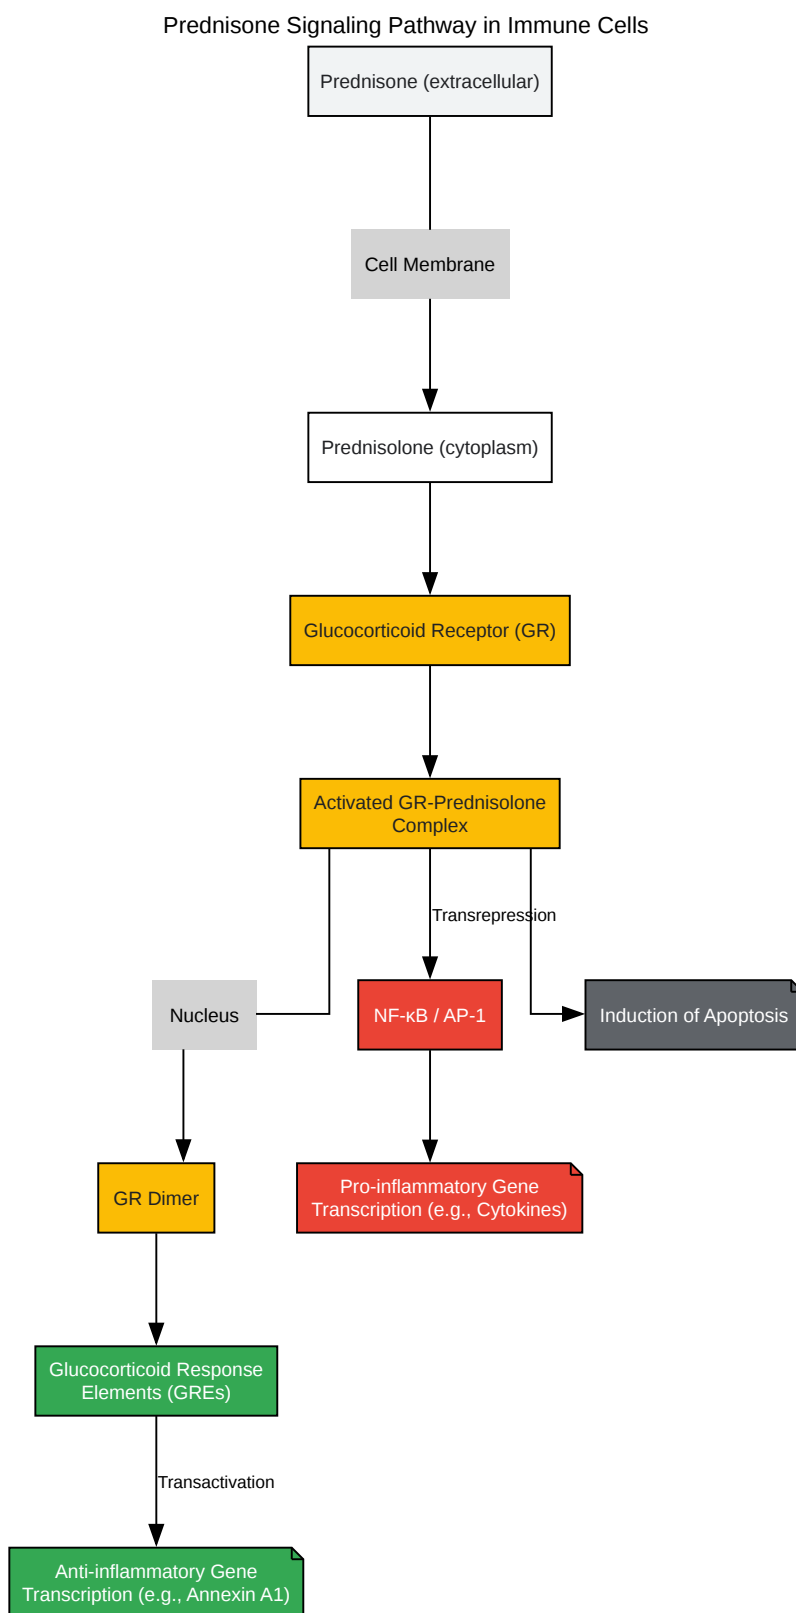 Prednisone Signaling Pathway in Immune Cells
Prednisone (extracellular)
Cell Membrane
Prednisolone (cytoplasm)
Glucocorticoid Receptor (GR)
Activated GR-Prednisolone
Complex
Transrepression
Nucleus
NF-κB / AP-1
Induction of Apoptosis
GR Dimer
Pro-inflammatory Gene
Transcription (e.g., Cytokines)
Glucocorticoid Response
Elements (GREs)
Transactivation
Anti-inflammatory Gene
Transcription (e.g., Annexin A1)